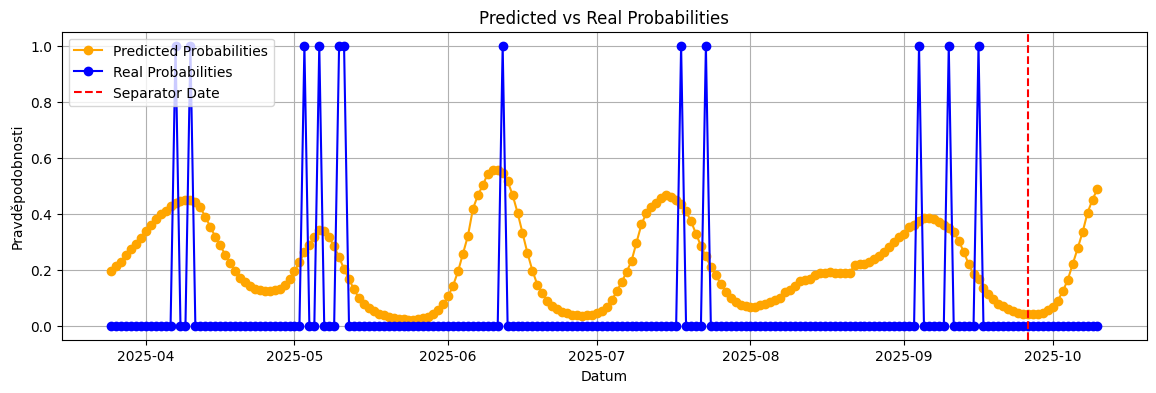 Predicted vs Real Probabilities
Pravděpodobnosti
1.0
0.8
0.6
0.4
0.2
0.0
Predicted Probabilities
Real Probabilities
Separator Date
2025-04
2025-05
2025-06
2025-07
2025-08
2025-09
2025-10
Datum